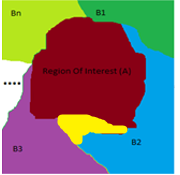 Bn
B1
Region Of Interest (A)
••••
B2
B3